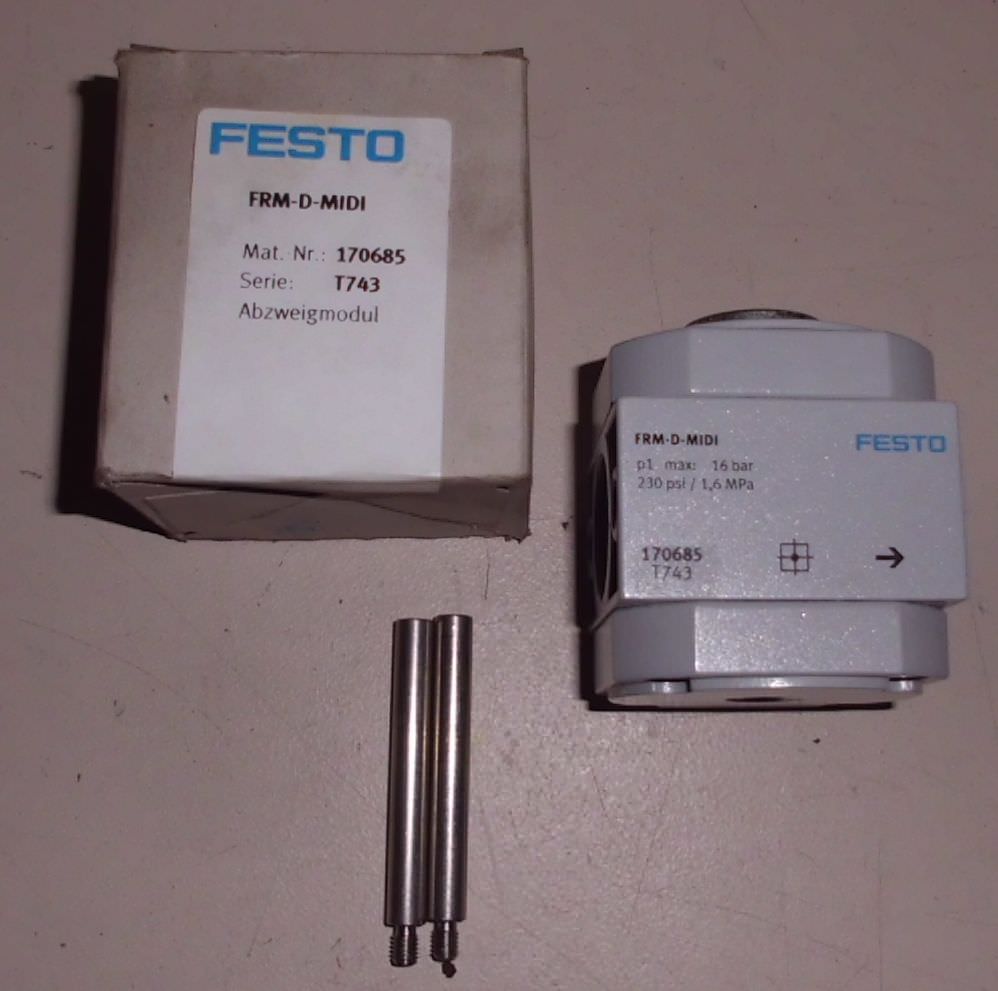 FESTO
FRM-D-MIDI
Mat. Nr.: 170685
Serie: T743
Abzweigmodul
FRM-D-MIDI FESTO
p1 max: 16 bar
230 psi / 1,6 MPa
170685
T743